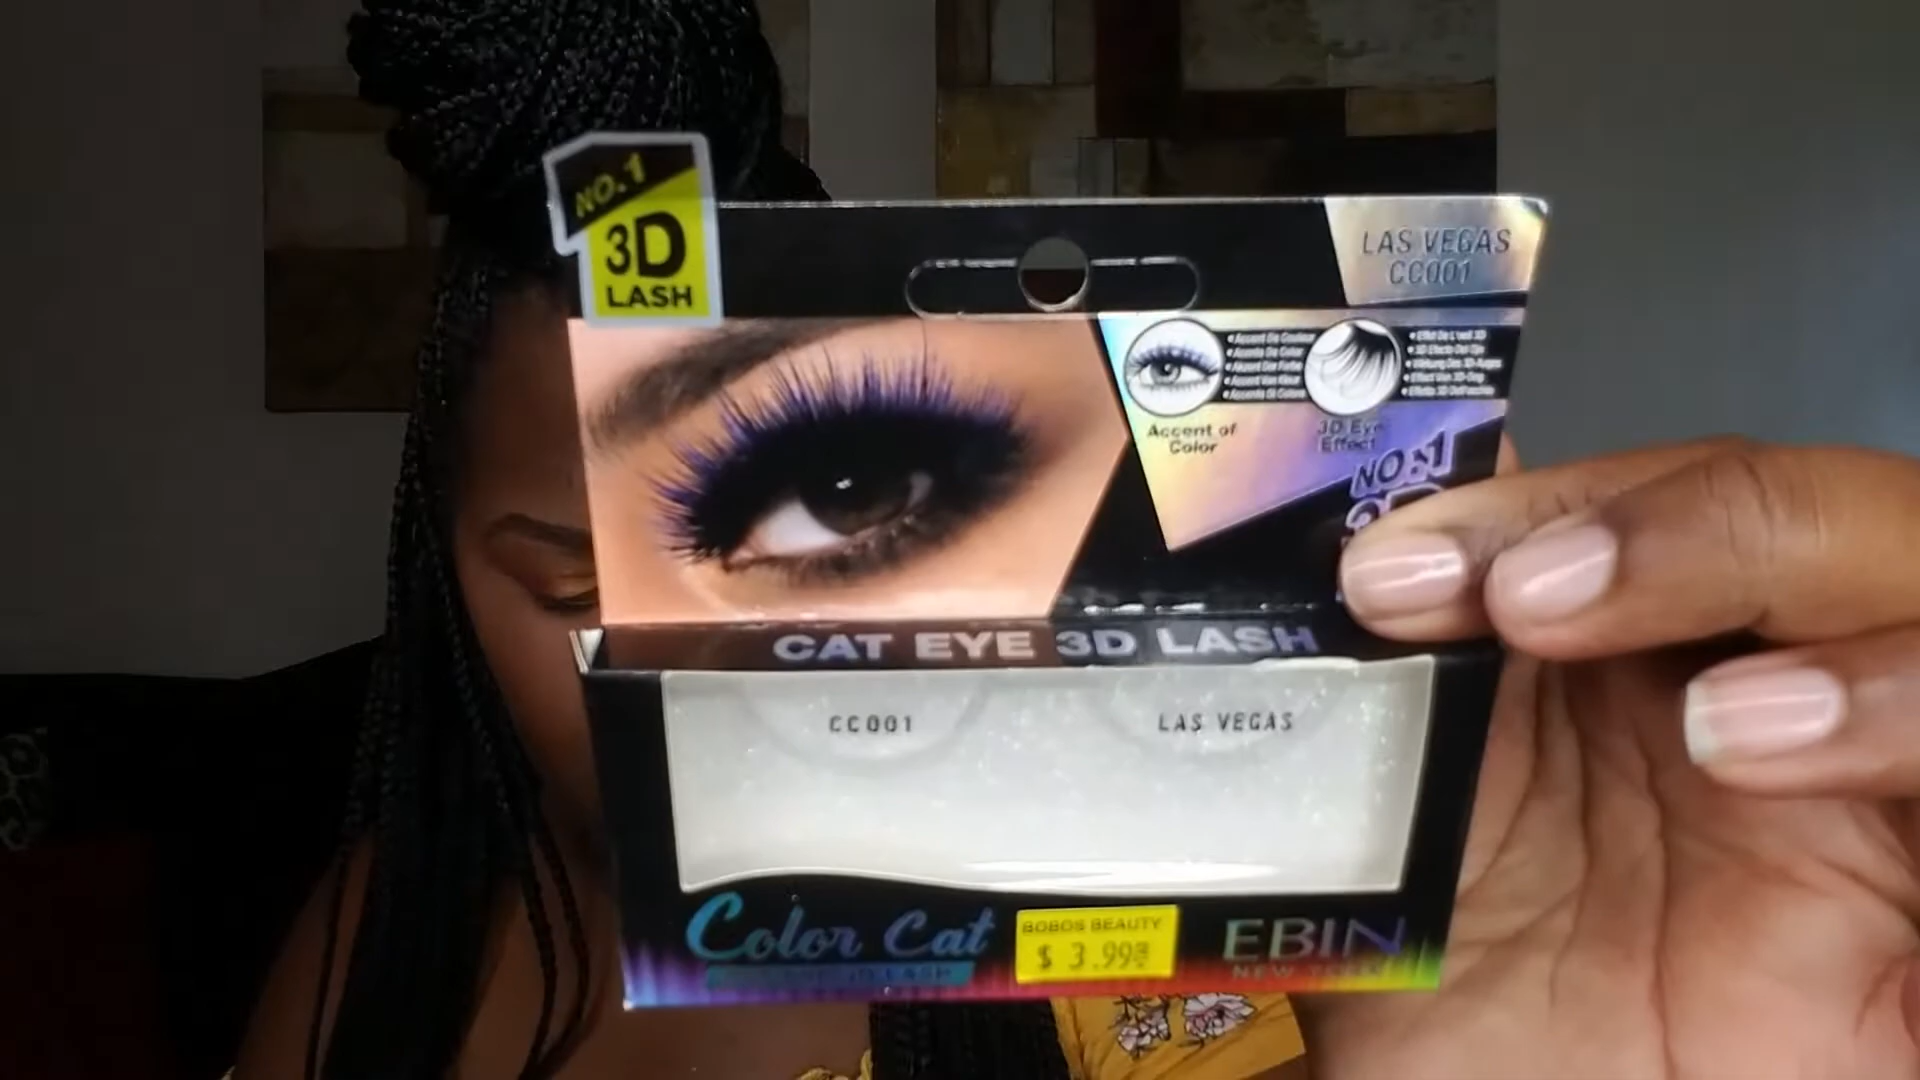 NO.1
3D
LASH
LAS VEGAS
CC001
Accent of
Color
3D Eye
Effect
NO.1
CAT EYE 3D LASH
CC001
LAS VEGAS
Color Cat
BOBOS BEAUTY
$ 3.99
EBIN
NEW YORK